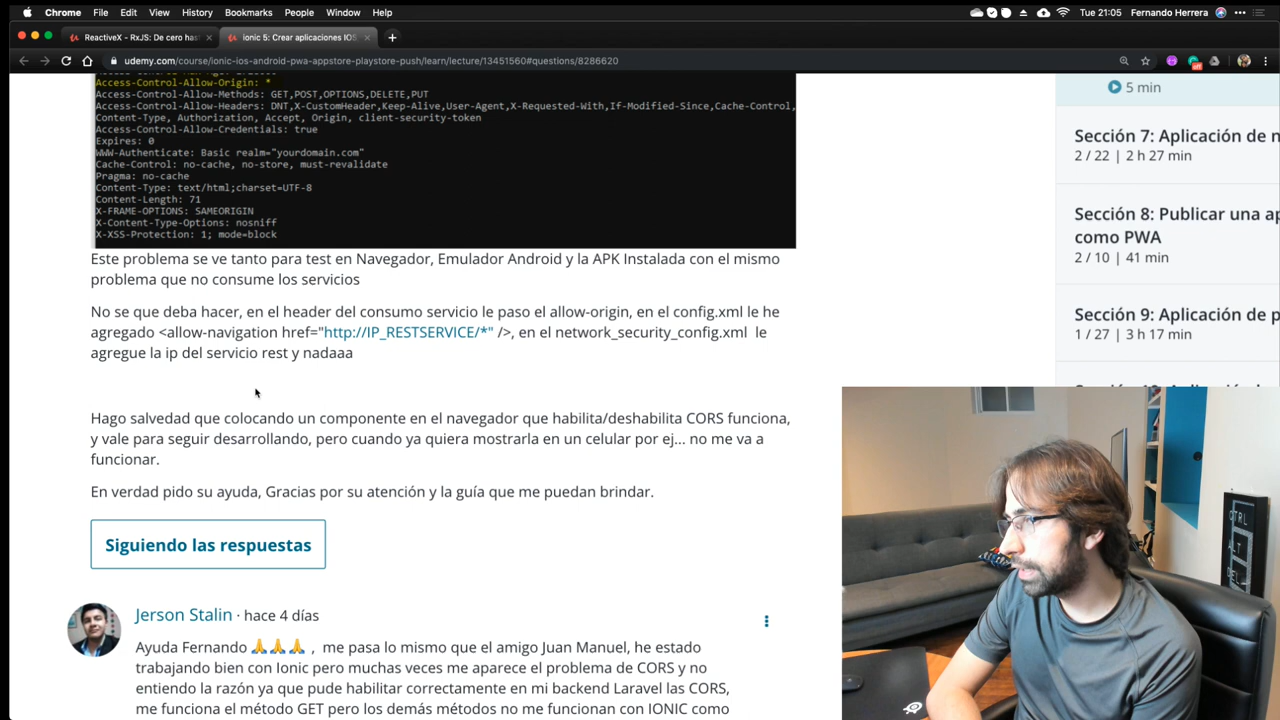 Chrome File Edit View History Bookmarks People Window Help Tue 21:05 Fernando Herrera
ReactiveX - RxJS: De cero has
ionic 5: Crear aplicaciones IOS
udemy.com/course/ionic-ios-android-pwa-appstore-playstore-push/learn/lecture/13451560#questions/8286620
Access-Control-Allow-Origin: *
Access-Control-Allow-Methods: GET,POST,OPTIONS,DELETE,PUT
Access-Control-Allow-Headers: DNT,X-CustomHeader,Keep-Alive,User-Agent,X-Requested-With,If-Modified-Since,Cache-Control,
Content-Type, Authorization, Accept, Origin, client-security-token
Access-Control-Allow-Credentials: true
Expires: 0
WWW-Authenticate: Basic realm="yourdomain.com"
Cache-Control: no-cache, no-store, must-revalidate
Pragma: no-cache
Content-Type: text/html;charset=UTF-8
Content-Length: 71
X-FRAME-OPTIONS: SAMEORIGIN
X-Content-Type-Options: nosniff
X-XSS-Protection: 1; mode=block
Este problema se ve tanto para test en Navegador, Emulador Android y la APK Instalada con el mismo
problema que no consume los servicios
No se que deba hacer, en el header del consumo servicio le paso el allow-origin, en el config.xml le he
agregado <allow-navigation href="http://IP_RESTSERVICE/*" />, en el network_security_config.xml le
agregue la ip del servicio rest y nadaaa
Hago salvedad que colocando un componente en el navegador que habilita/deshabilita CORS funciona,
y vale para seguir desarrollando, pero cuando ya quiera mostrarla en un celular por ej... no me va a
funcionar.
En verdad pido su ayuda, Gracias por su atención y la guía que me puedan brindar.
Siguiendo las respuestas
Jerson Stalin · hace 4 días
Ayuda Fernando 🙏🙏🙏 , me pasa lo mismo que el amigo Juan Manuel, he estado
trabajando bien con Ionic pero muchas veces me aparece el problema de CORS y no
entiendo la razón ya que pude habilitar correctamente en mi backend Laravel las CORS,
me funciona el método GET pero los demás métodos no me funcionan con IONIC como
5 min
Sección 7: Aplicación de n
2 / 22 | 2 h 27 min
Sección 8: Publicar una ap
como PWA
2 / 10 | 41 min
Sección 9: Aplicación de p
1 / 27 | 3 h 17 min
CTRL
ALT
DEL